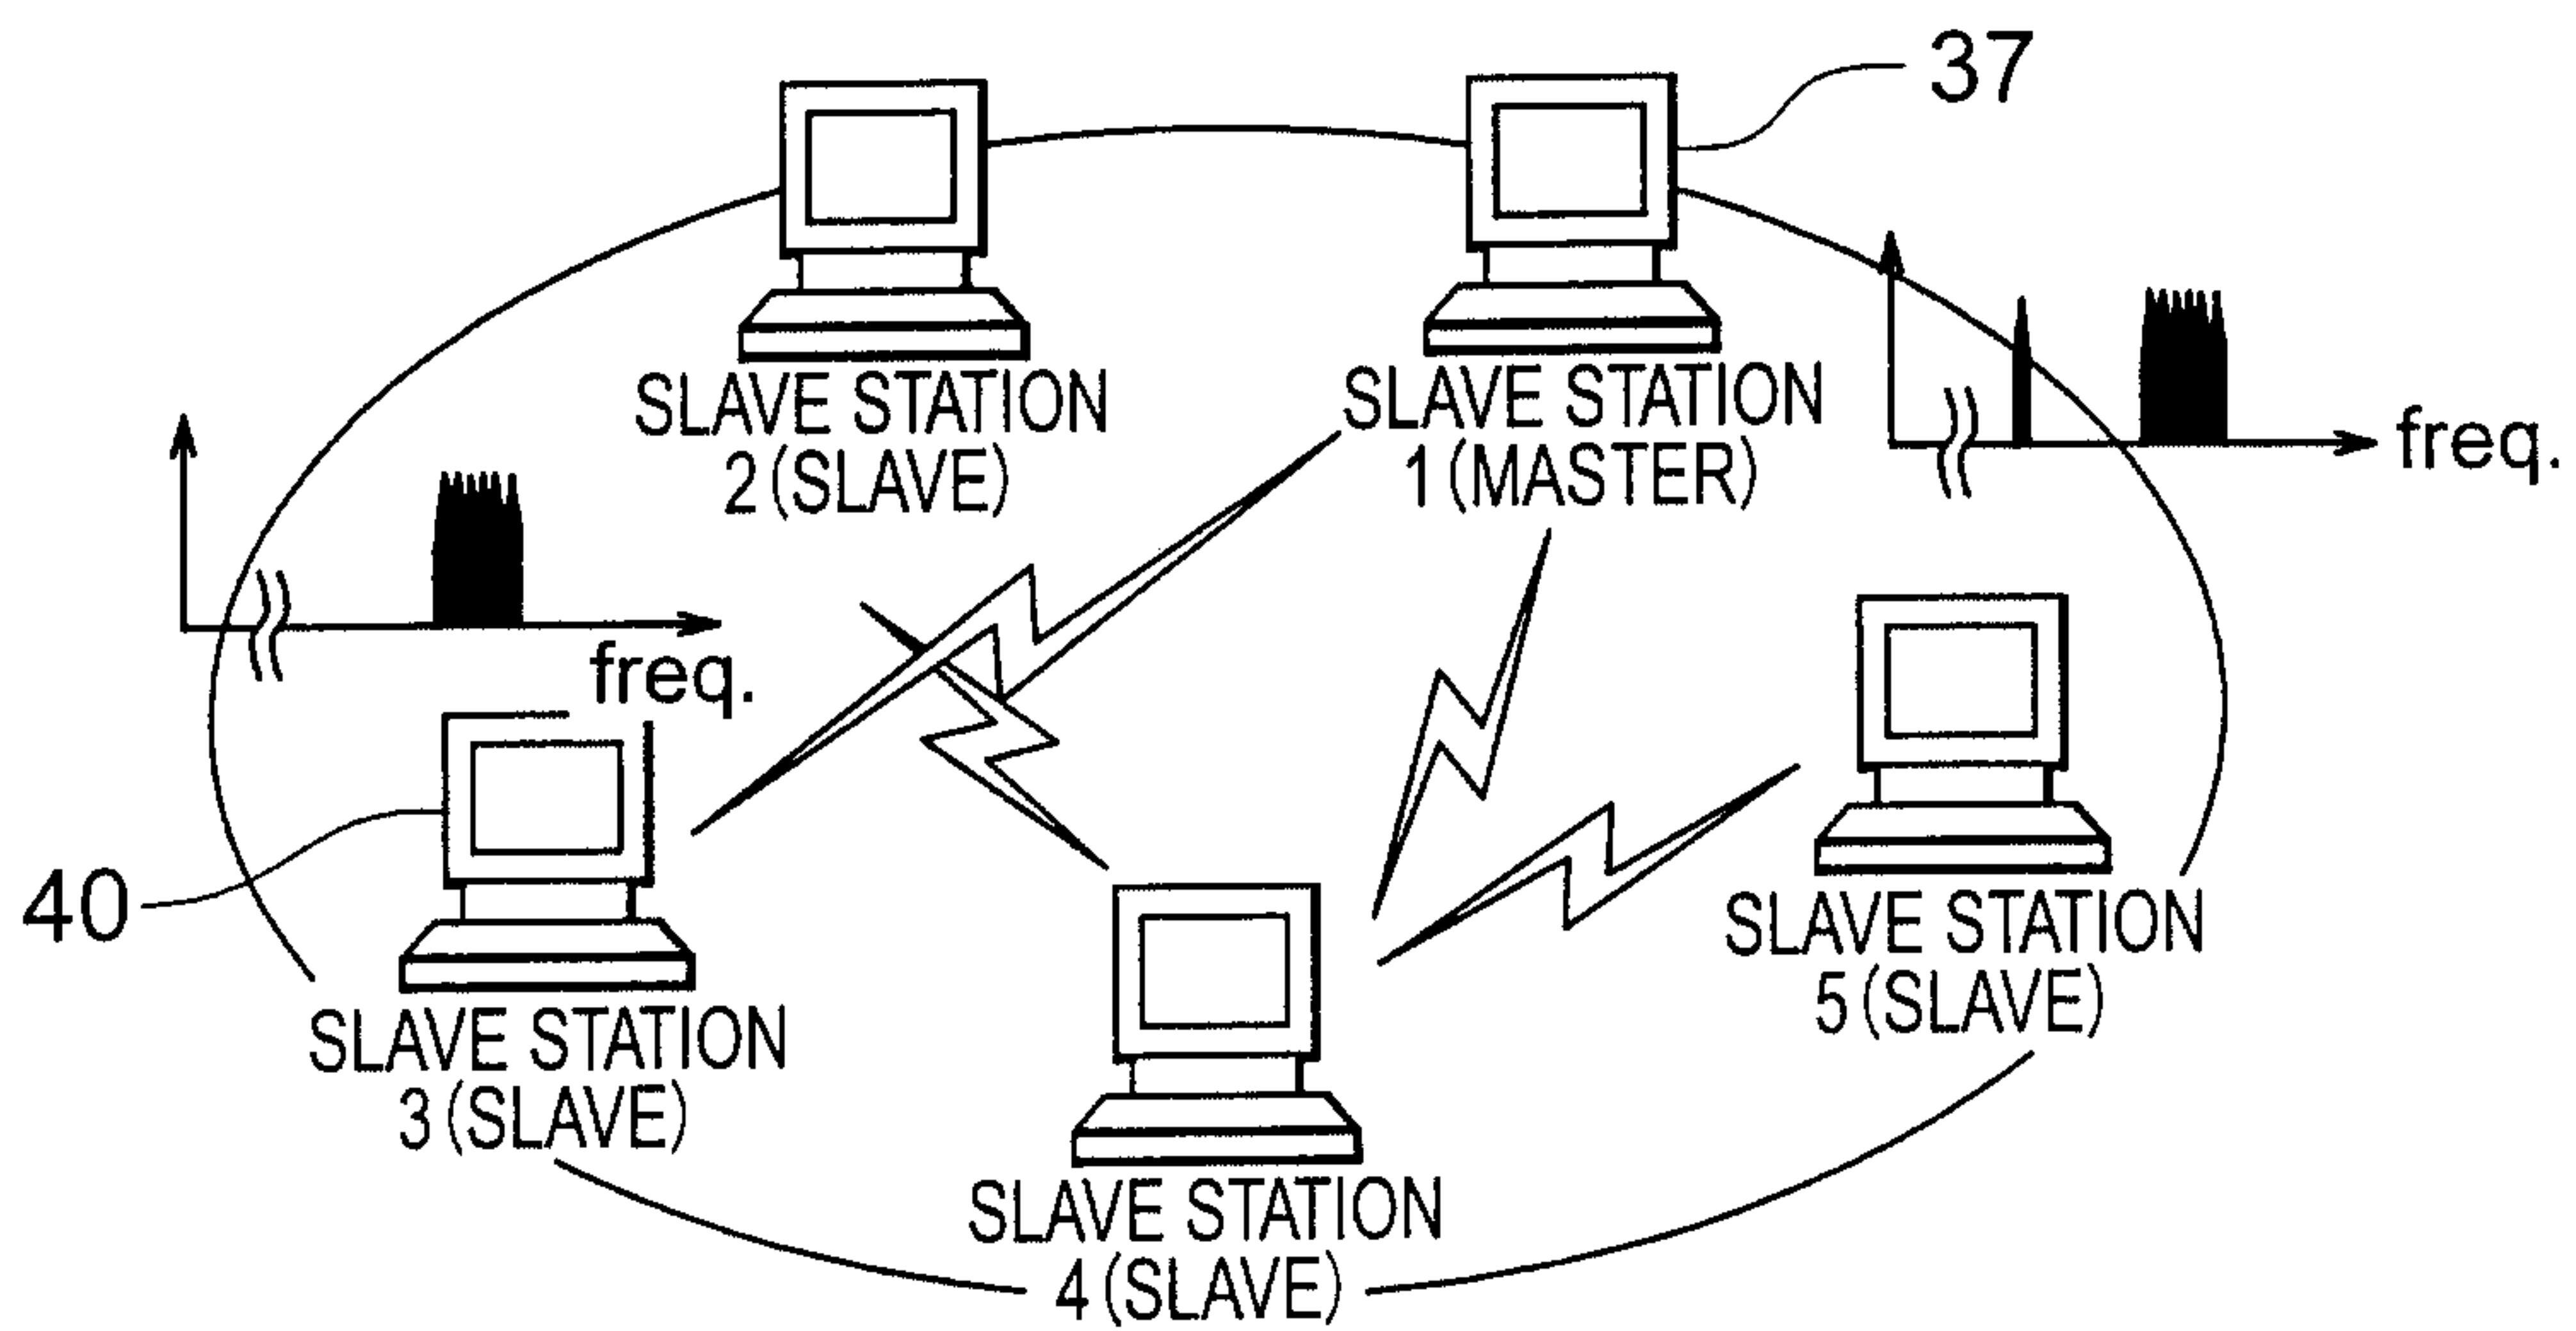 37
SLAVE STATION
2 (SLAVE)
SLAVE STATION
1 (MASTER)
freq.
freq.
40
SLAVE STATION
3 (SLAVE)
SLAVE STATION
5 (SLAVE)
SLAVE STATION
4 (SLAVE)